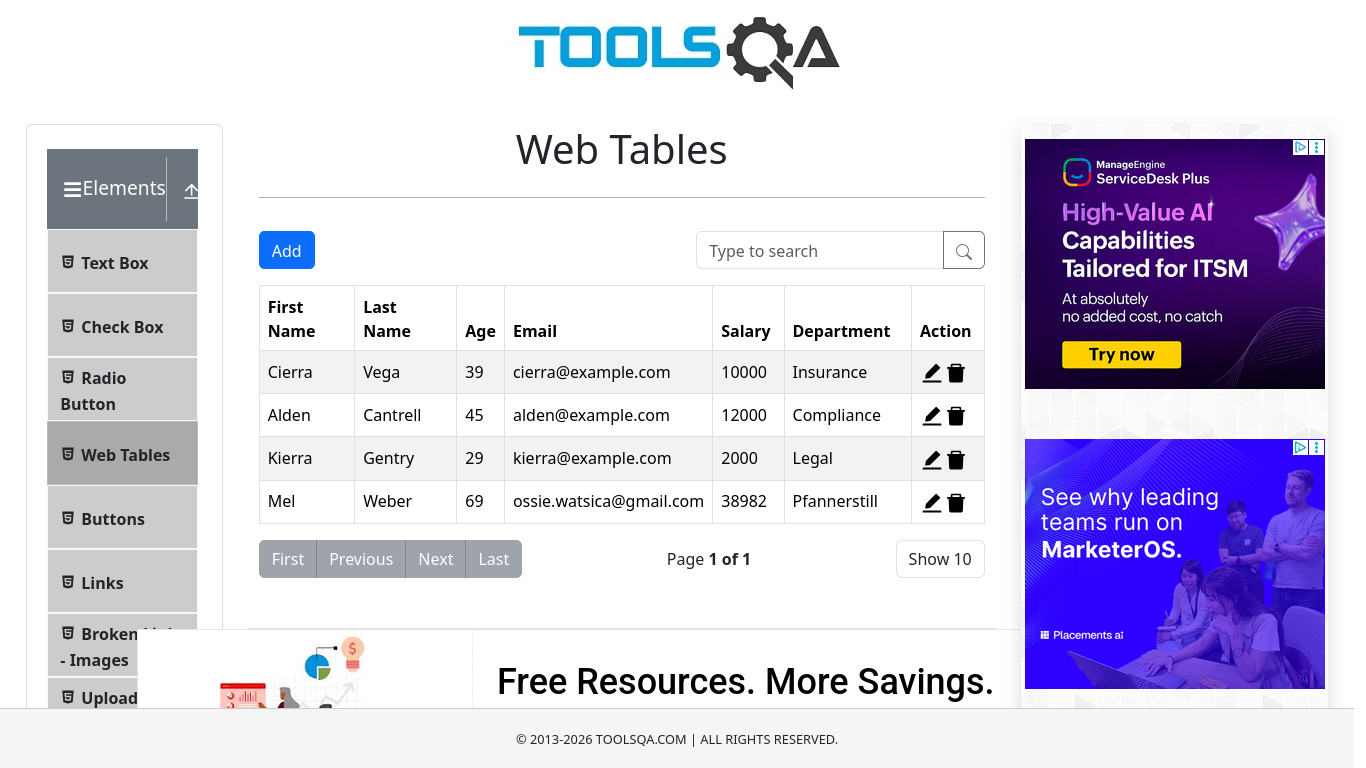 TOOLSQA
Web Tables
Elements
Text Box
Check Box
Radio
Button
Web Tables
Buttons
Links
Broken
- Images
Upload
Add
Type to search
First Name Last Name Age Email Salary Department Action
Cierra Vega 39 cierra@example.com 10000 Insurance
Alden Cantrell 45 alden@example.com 12000 Compliance
Kierra Gentry 29 kierra@example.com 2000 Legal
Mel Weber 69 ossie.watsica@gmail.com 38982 Pfannerstill
First Previous Next Last
Page 1 of 1
Show 10
ManageEngine
ServiceDesk Plus
High-Value AI
Capabilities
Tailored for ITSM
At absolutely
no added cost, no catch
Try now
See why leading
teams run on
MarketerOS.
Placements ai
Free Resources. More Savings.
© 2013-2026 TOOLSQA.COM | ALL RIGHTS RESERVED.